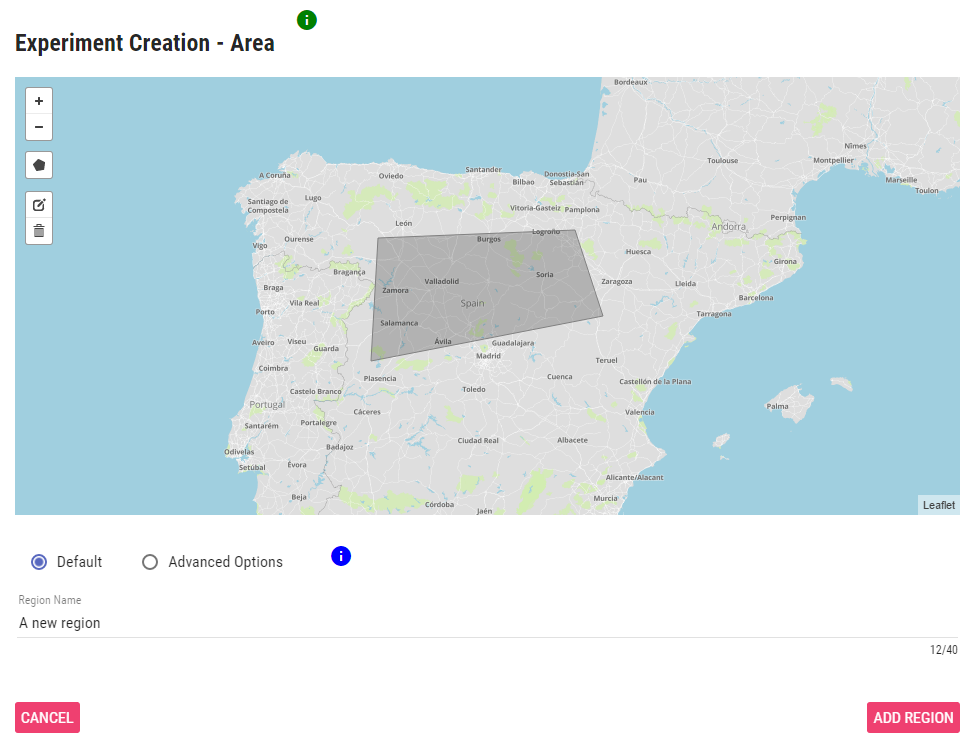 Experiment Creation - Area
+
−
Bordeaux
Nîmes
Toulouse
Montpellier
Marseille
Toulon
A Coruña
Oviedo
Santander
Bilbao
Donostia-San
Sebastián
Pau
Santiago de
Compostela
Lugo
Vitoria-Gasteiz
Pamplona
León
Perpignan
Andorra
Vigo
Ourense
Burgos
Logroño
Huesca
Girona
Bragança
Valladolid
Soria
Zaragoza
Lleida
Braga
Zamora
Barcelona
Vila Real
Spain
Porto
Tarragona
Salamanca
Aveiro
Viseu
Guarda
Ávila
Guadalajara
Madrid
Teruel
Coimbra
Plasencia
Cuenca
Castellón de la Plana
Castelo Branco
Toledo
Portugal
Cáceres
Valencia
Palma
Santarém
Portalegre
Ciudad Real
Albacete
Odivelas
Badajoz
Setúbal
Évora
Alicante/Alacant
Beja
Córdoba
Murcia
Jaén
Leaflet
Default
Advanced Options
Region Name
A new region
12/40
CANCEL
ADD REGION